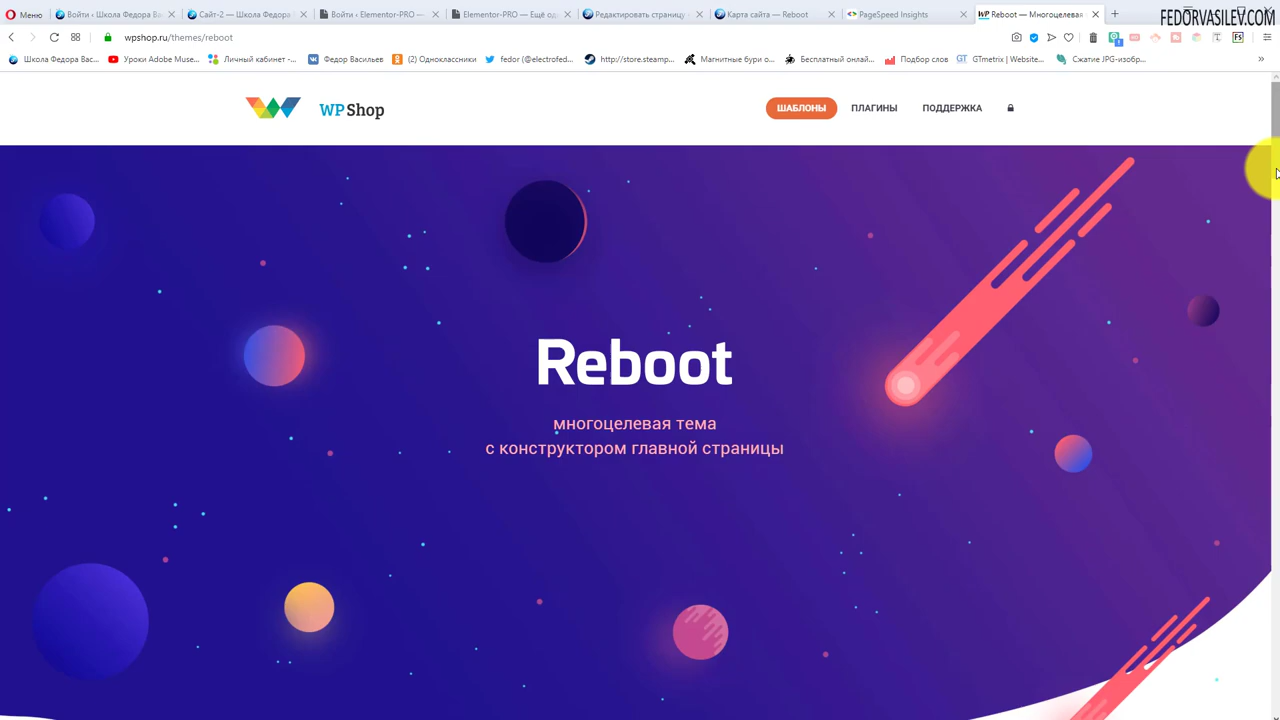 Меню
Войти ‹ Школа Федора Ва
Сайт-2 — Школа Федора
Войти ‹ Elementor-PRO —
Elementor-PRO — Ещё од
Редактировать страницу
Карта сайта — Reboot
PageSpeed Insights
WP Reboot — Многоцелевая
FEDORVASILEV.COM
wpshop.ru/themes/reboot
Школа Федора Вас...
Уроки Adobe Muse...
Личный кабинет -...
Федор Васильев
(2) Одноклассники
fedor (@electrofed...
http://store.steamp...
Магнитные бури о...
Бесплатный онлай...
Подбор слов
GTmetrix | Website...
Сжатие JPG-изобр...
WPShop
ШАБЛОНЫ
ПЛАГИНЫ
ПОДДЕРЖКА
Reboot
многоцелевая тема
с конструктором главной страницы